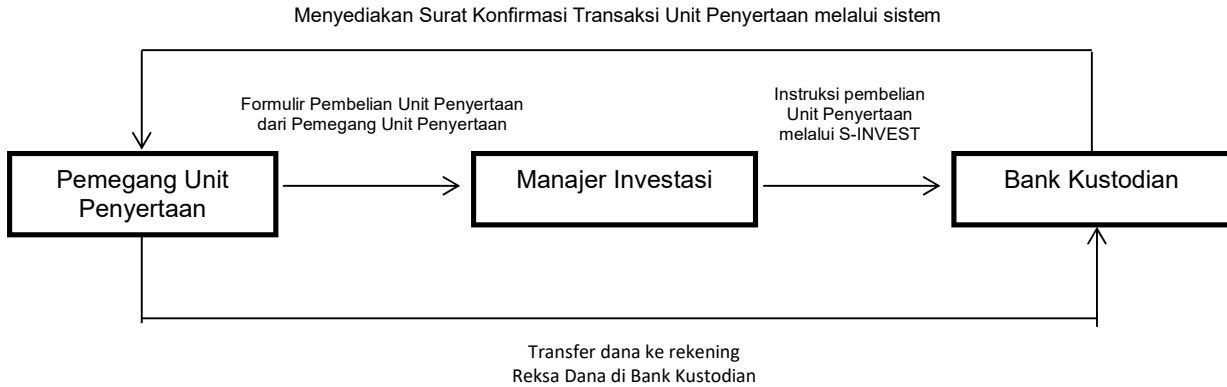 Menyediakan Surat Konfirmasi Transaksi Unit Penyertaan melalui sistem
Formulir Pembelian Unit Penyertaan
dari Pemegang Unit Penyertaan
Instruksi pembelian
Unit Penyertaan
melalui S-INVEST
Pemegang Unit
Penyertaan
Manajer Investasi
Bank Kustodian
Transfer dana ke rekening
Reksa Dana di Bank Kustodian